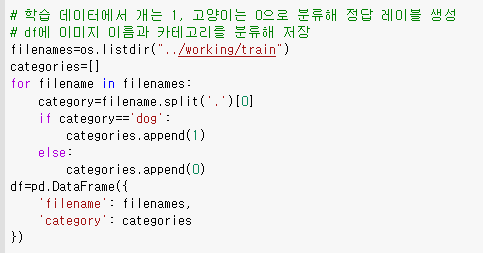 # 학습 데이터에서 개는 1, 고양이는 0으로 분류해 정답 레이블 생성
# df에 이미지 이름과 카테고리를 분류해 저장
filenames=os.listdir("../working/train")
categories=[]
for filename in filenames:
    category=filename.split('.')[0]
    if category=='dog':
        categories.append(1)
    else:
        categories.append(0)
df=pd.DataFrame({
    'filename': filenames,
    'category': categories
})